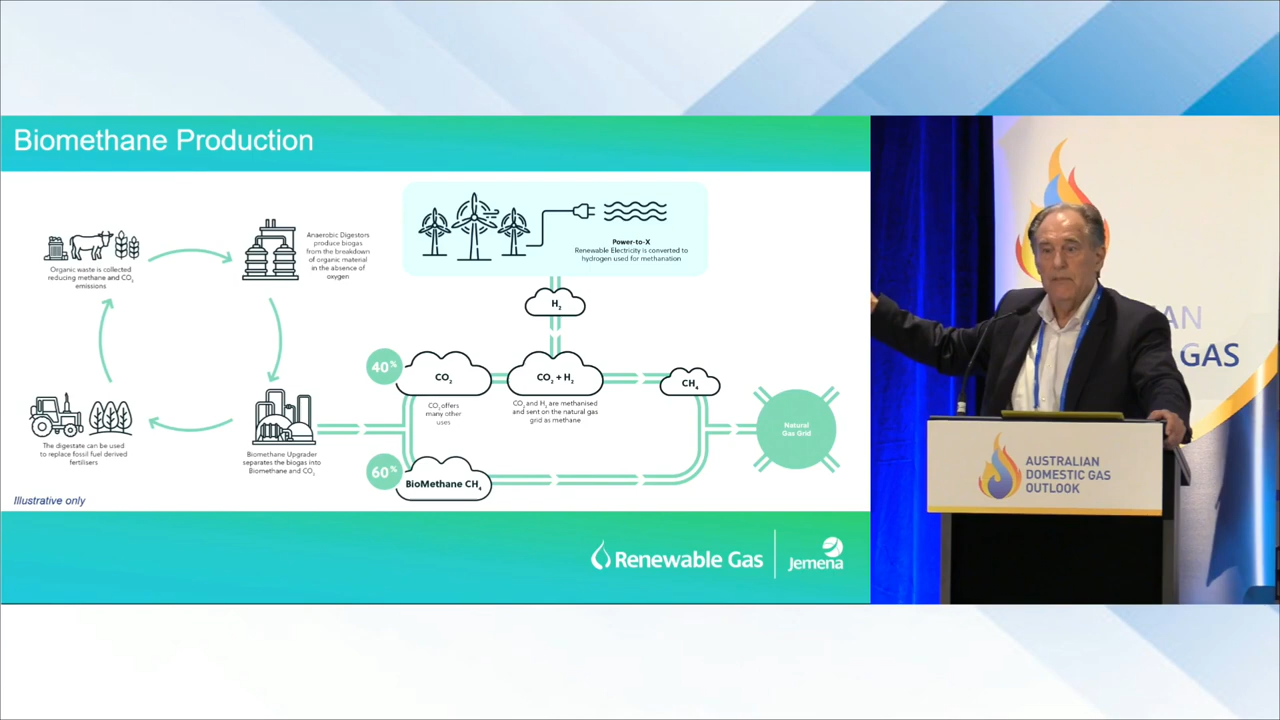 Biomethane Production
Organic waste is collected
reducing methane and CO₂
emissions
Anaerobic Digestors
produce biogas
from the breakdown
of organic material
in the absence of
oxygen
Power-to-X
Renewable Electricity is converted to
hydrogen used for methanation
H₂
40%
CO₂
CO₂ + H₂
CH₄
CO₂ offers
many other
uses
CO₂ and H₂ are methanised
and sent on the natural gas
grid as methane
Natural
Gas Grid
The digestate can be used
to replace fossil fuel derived
fertilisers
Biomethane Upgrader
separates the biogas into
Biomethane and CO₂
60%
BioMethane CH₄
Illustrative only
Renewable Gas
Jemena
AN
GAS
AUSTRALIAN
DOMESTIC GAS
OUTLOOK